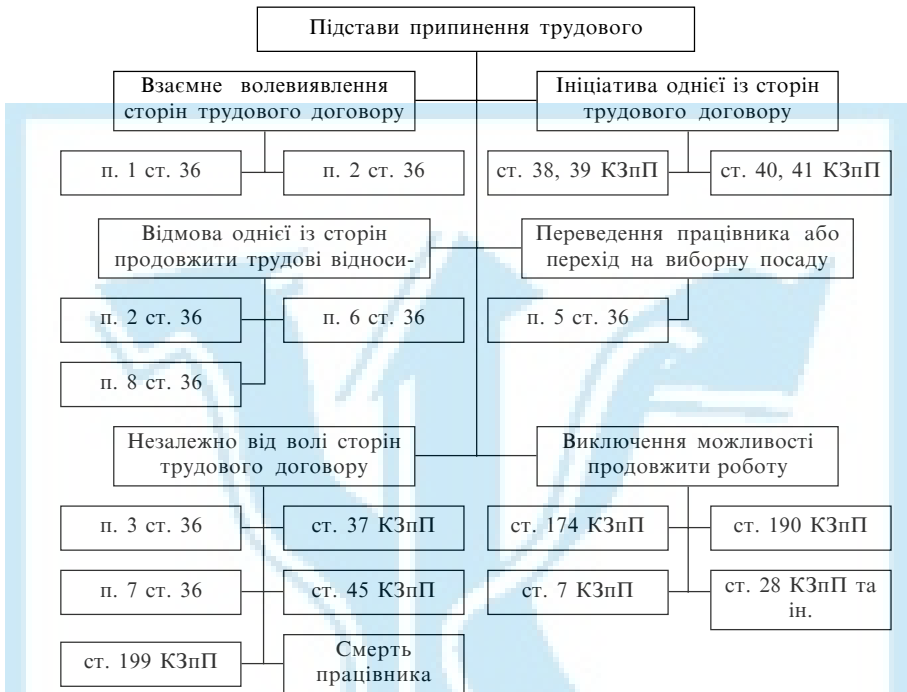 Підстави припинення трудового
Взаємне волевиявлення
сторін трудового договору
Ініціатива однієї із сторін
трудового договору
п. 1 ст. 36
п. 2 ст. 36
ст. 38, 39 КЗпП
ст. 40, 41 КЗпП
Відмова однієї із сторін
продовжити трудові відноси-
Переведення працівника або
перехід на виборну посаду
п. 2 ст. 36
п. 6 ст. 36
п. 5 ст. 36
п. 8 ст. 36
Незалежно від волі сторін
трудового договору
Виключення можливості
продовжити роботу
п. 3 ст. 36
ст. 37 КЗпП
ст. 174 КЗпП
ст. 190 КЗпП
п. 7 ст. 36
ст. 45 КЗпП
ст. 7 КЗпП
ст. 28 КЗпП та
ін.
ст. 199 КЗпП
Смерть
працівника